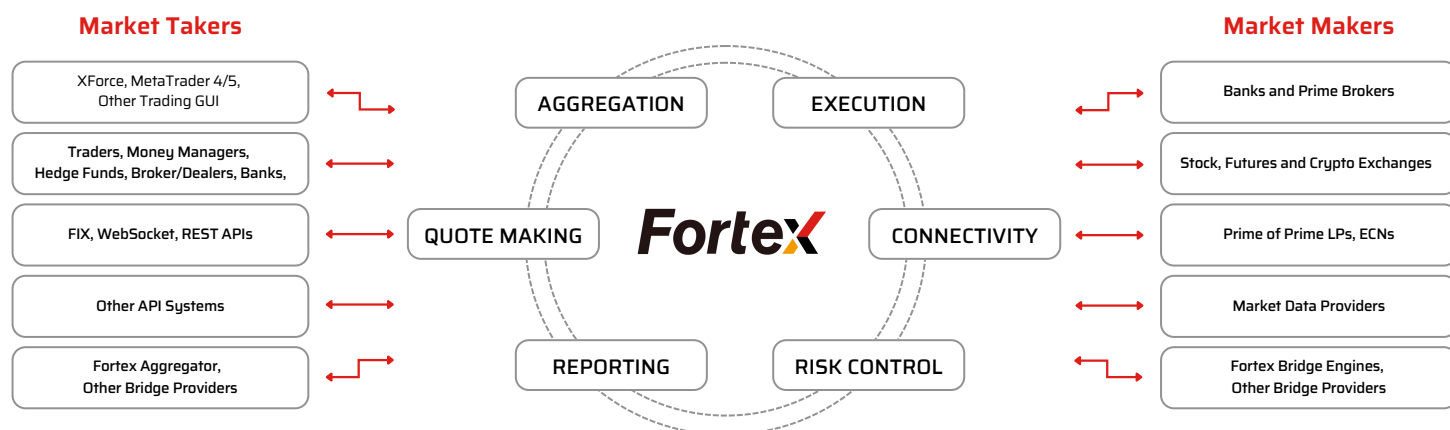 Market Takers
XForce, MetaTrader 4/5,
Other Trading GUI
Traders, Money Managers,
Hedge Funds, Broker/Dealers, Banks,
FIX, WebSocket, REST APIs
Other API Systems
Fortex Aggregator,
Other Bridge Providers
AGGREGATION
EXECUTION
QUOTE MAKING
Fortex
CONNECTIVITY
REPORTING
RISK CONTROL
Market Makers
Banks and Prime Brokers
Stock, Futures and Crypto Exchanges
Prime of Prime LPs, ECNs
Market Data Providers
Fortex Bridge Engines,
Other Bridge Providers